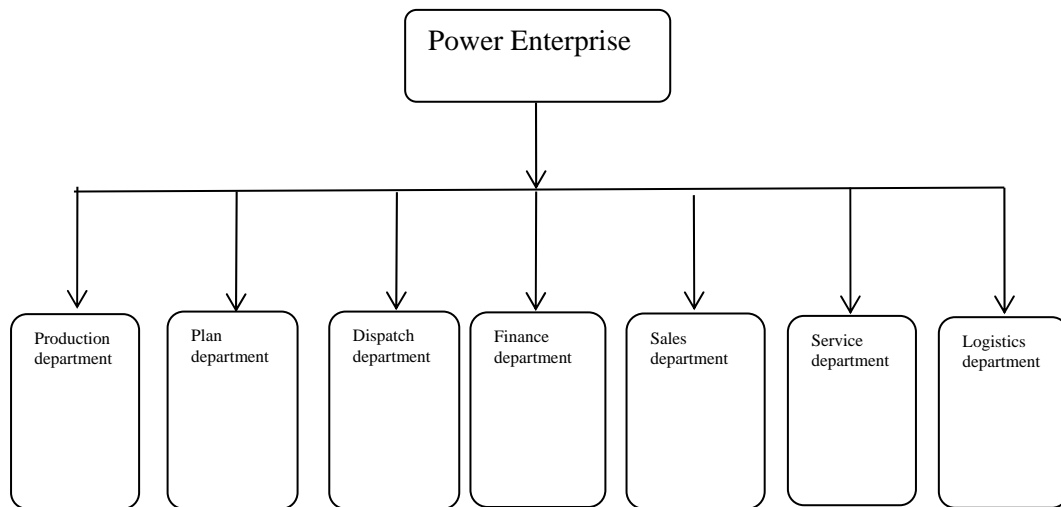 Power Enterprise
Production
department
Plan
department
Dispatch
department
Finance
department
Sales
department
Service
department
Logistics
department